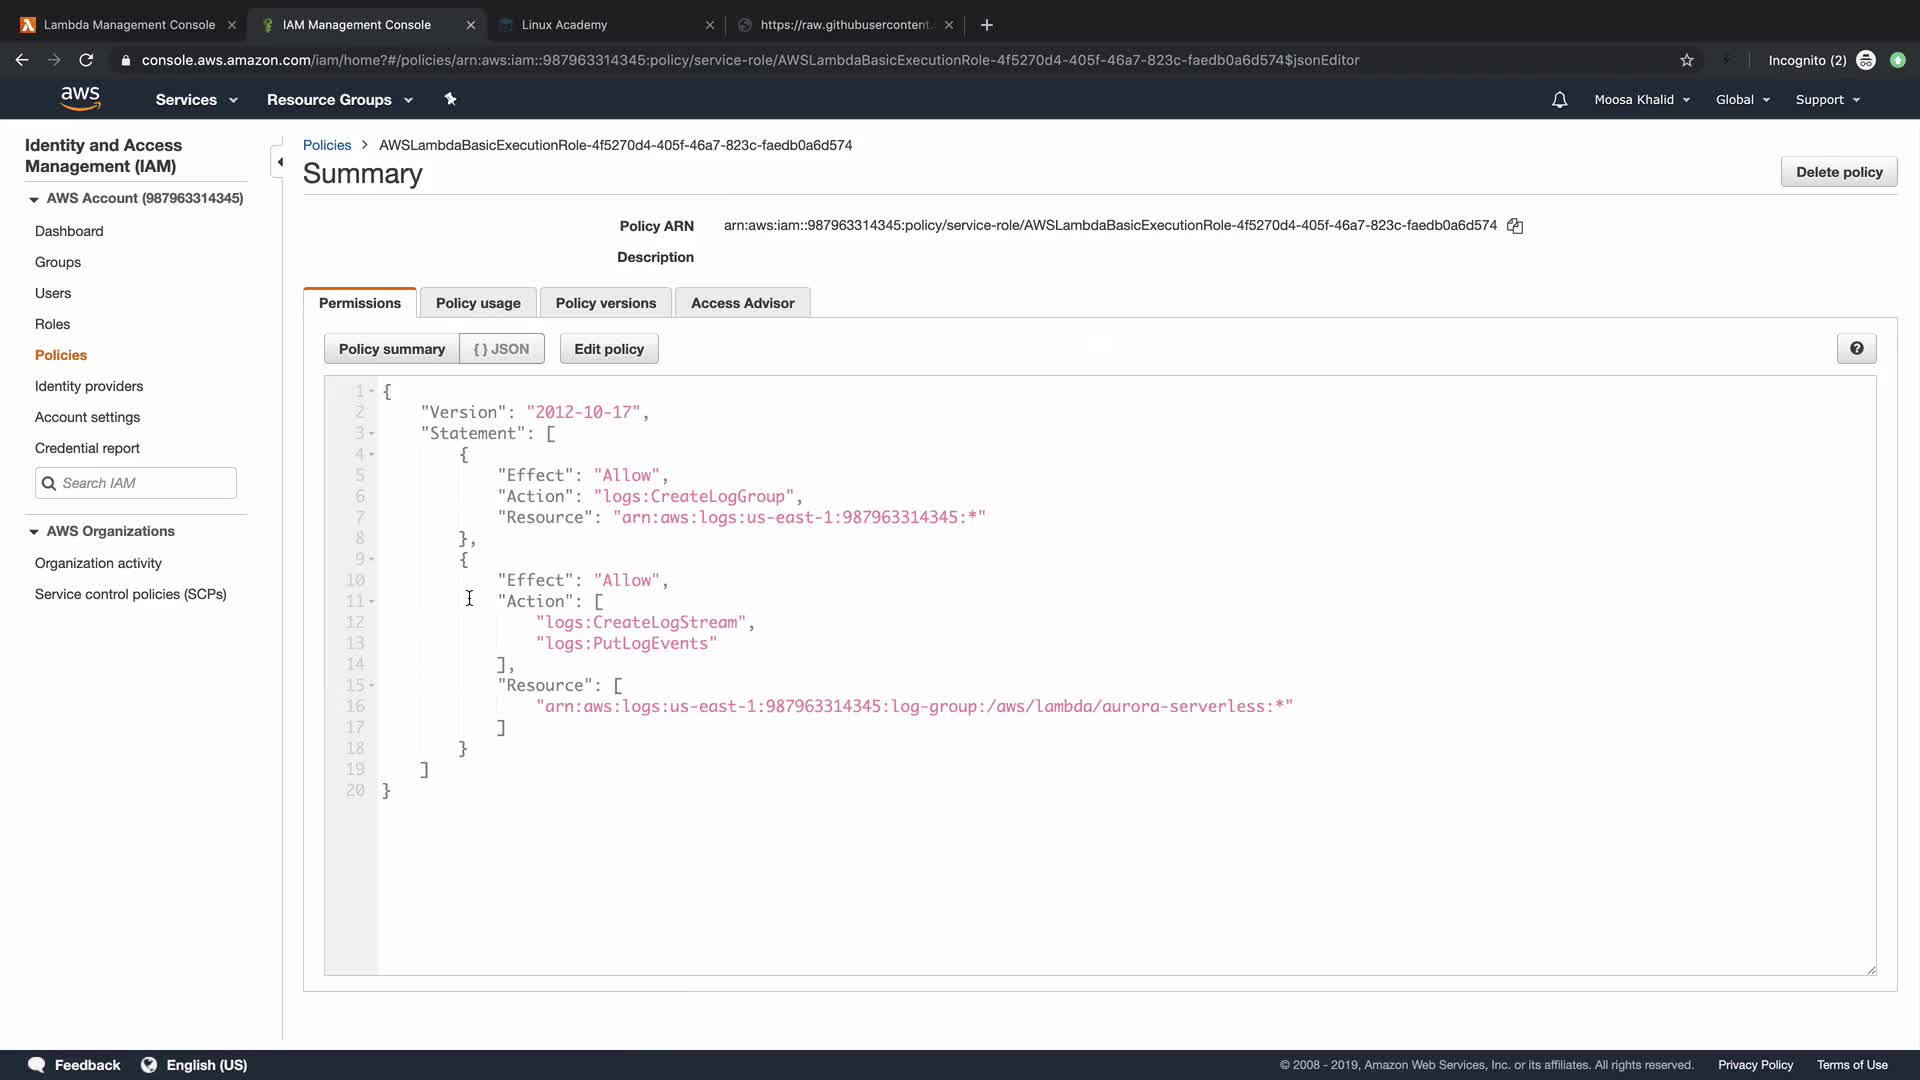 Lambda Management Console
IAM Management Console
Linux Academy
https://raw.githubusercontent.
console.aws.amazon.com/iam/home?#/policies/arn:aws:iam::987963314345:policy/service-role/AWSLambdaBasicExecutionRole-4f5270d4-405f-46a7-823c-faedb0a6d574$jsonEditor
Incognito (2)
aws
Services
Resource Groups
Moosa Khalid
Global
Support
Identity and Access
Management (IAM)
AWS Account (987963314345)
Dashboard
Groups
Users
Roles
Policies
Identity providers
Account settings
Credential report
Search IAM
AWS Organizations
Organization activity
Service control policies (SCPs)
Policies > AWSLambdaBasicExecutionRole-4f5270d4-405f-46a7-823c-faedb0a6d574
Summary
Delete policy
Policy ARN arn:aws:iam::987963314345:policy/service-role/AWSLambdaBasicExecutionRole-4f5270d4-405f-46a7-823c-faedb0a6d574
Description
Permissions
Policy usage
Policy versions
Access Advisor
Policy summary
{ } JSON
Edit policy
?
1 {
2 "Version": "2012-10-17",
3 "Statement": [
4 {
5 "Effect": "Allow",
6 "Action": "logs:CreateLogGroup",
7 "Resource": "arn:aws:logs:us-east-1:987963314345:*"
8 },
9 {
10 "Effect": "Allow",
11 "Action": [
12 "logs:CreateLogStream",
13 "logs:PutLogEvents"
14 ],
15 "Resource": [
16 "arn:aws:logs:us-east-1:987963314345:log-group:/aws/lambda/aurora-serverless:*"
17 ]
18 }
19 ]
20 }
Feedback
English (US)
© 2008 - 2019, Amazon Web Services, Inc. or its affiliates. All rights reserved.
Privacy Policy
Terms of Use